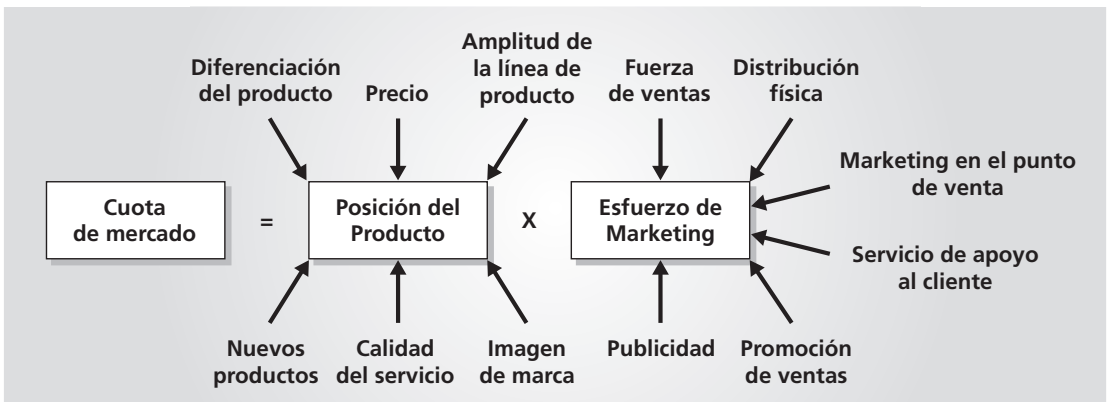 Diferenciación
del producto
Precio
Amplitud de
la línea de
producto
Fuerza
de ventas
Distribución
física
Marketing en el punto
de venta
Cuota
de mercado
=
Posición del
Producto
X
Esfuerzo de
Marketing
Servicio de apoyo
al cliente
Nuevos
productos
Calidad
del servicio
Imagen
de marca
Publicidad
Promoción
de ventas